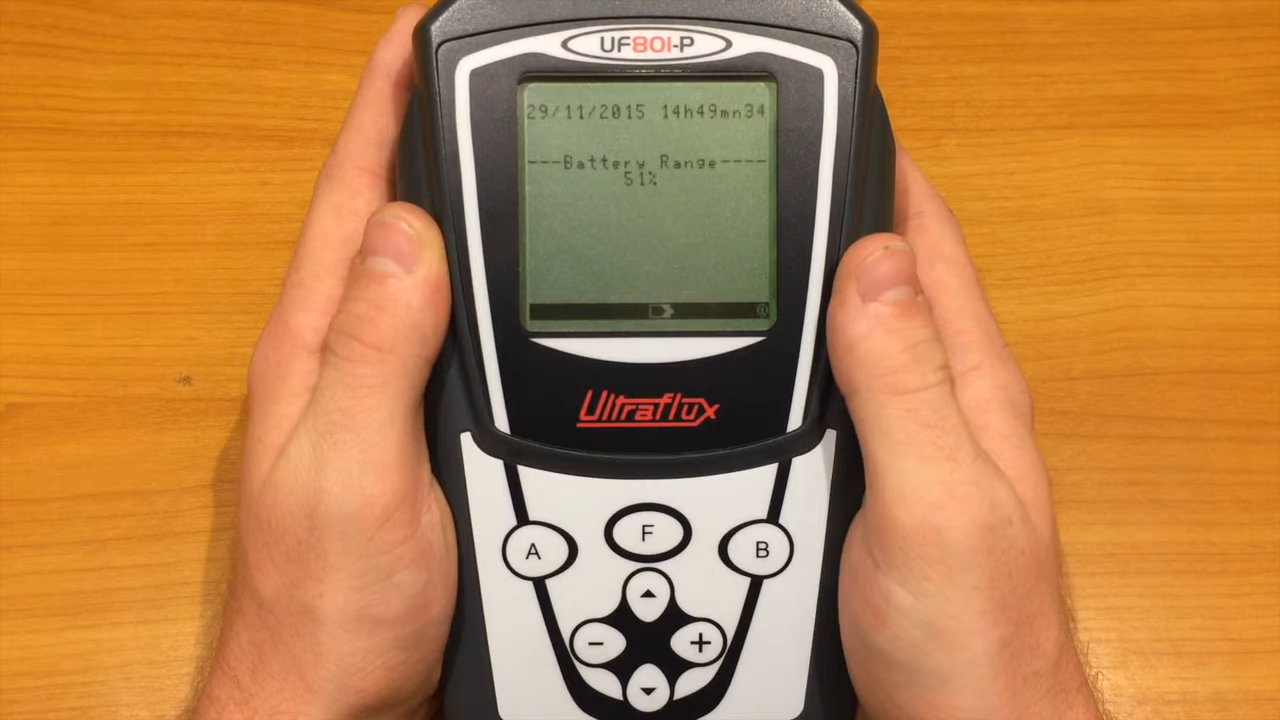 UF801-P
29/11/2015 14h49mn34
---Battery Range----
51%
Ultraflux
F
A
B
- +